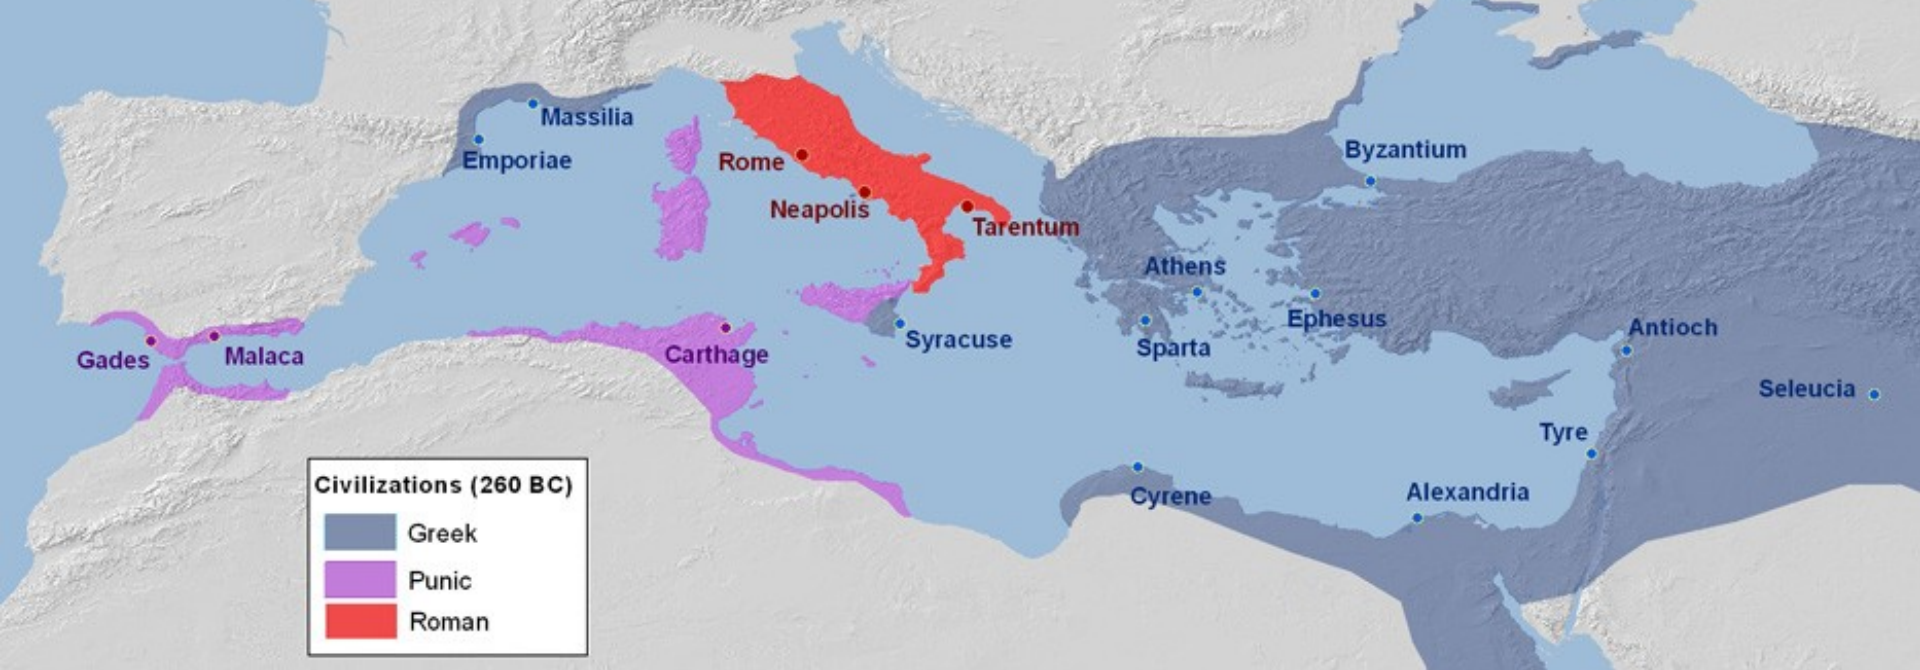 Massilia
Emporiae
Rome
Neapolis
Tarentum
Byzantium
Athens
Ephesus
Sparta
Syracuse
Antioch
Seleucia
Tyre
Alexandria
Cyrene
Gades
Malaca
Carthage
Civilizations (260 BC)
Greek
Punic
Roman